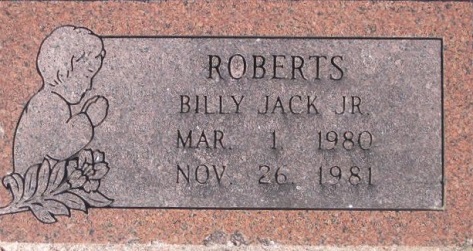 ROBERTS
BILLY JACK JR.
MAR. 1, 1980
NOV. 26, 1981